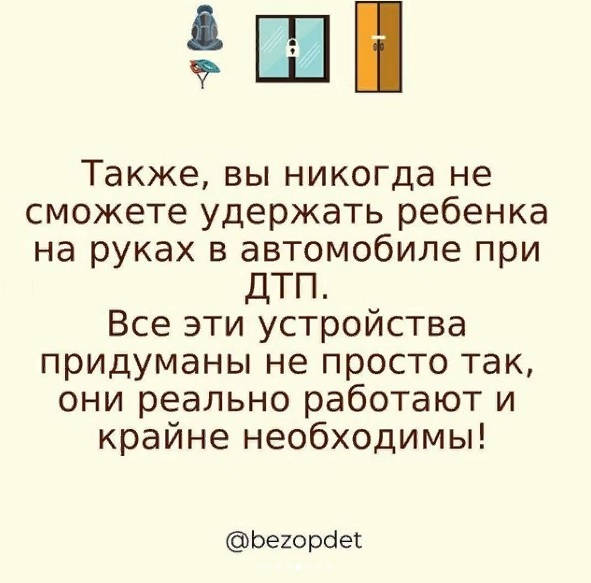 Также, вы никогда не
сможете удержать ребенка
на руках в автомобиле при
ДТП.
Все эти устройства
придуманы не просто так,
они реально работают и
крайне необходимы!
@bezopdet